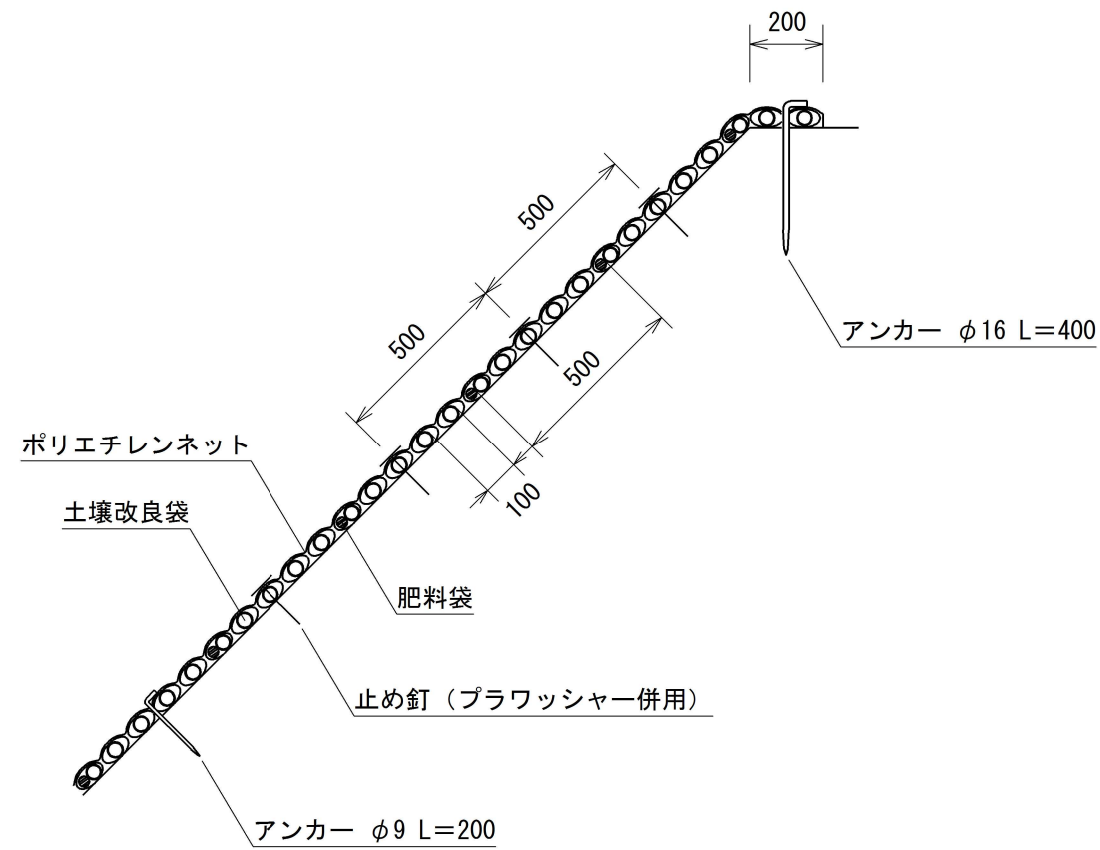 200
500
アンカー φ16 L=400
500
500
ポリエチレンネット
100
土壌改良袋
肥料袋
止め釘（プラワッシャー併用）
アンカー φ9 L=200